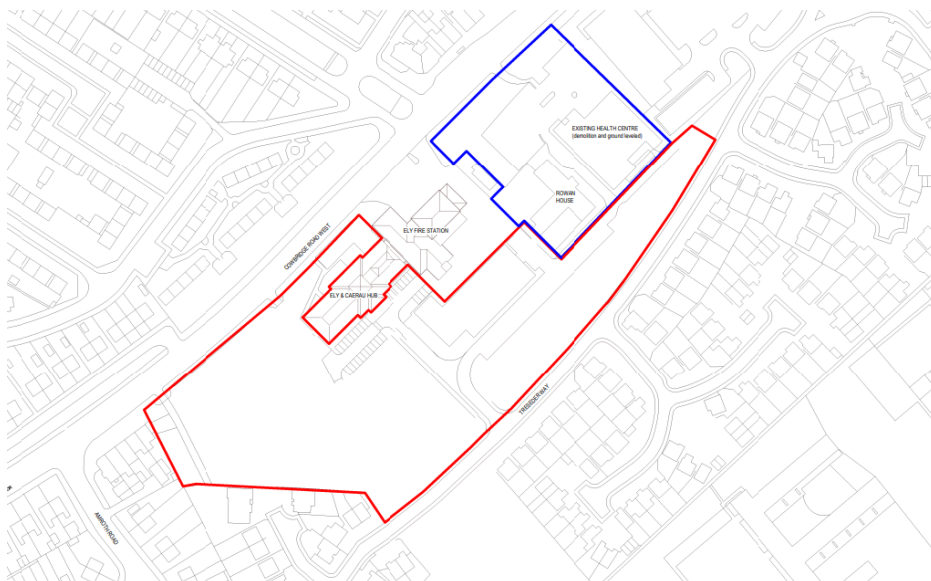 EXISTING HEALTH CENTRE
(demolition and ground leveled)
ROWAN
HOUSE
ELY FIRE STATION
COWBRIDGE ROAD WEST
ELY & CAERAU HUB
TRESEDER WAY
AMROTH ROAD